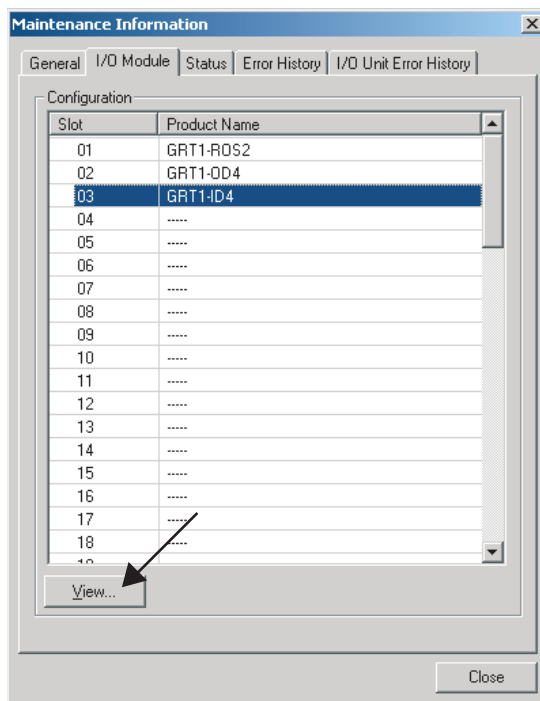 Maintenance Information
General I/O Module Status Error History I/O Unit Error History
Configuration
Slot Product Name
01 GRT1-ROS2
02 GRT1-OD4
03 GRT1-ID4
04 -----
05 -----
06 -----
07 -----
08 -----
09 -----
10 -----
11 -----
12 -----
13 -----
14 -----
15 -----
16 -----
17 -----
18 -----
View...
Close